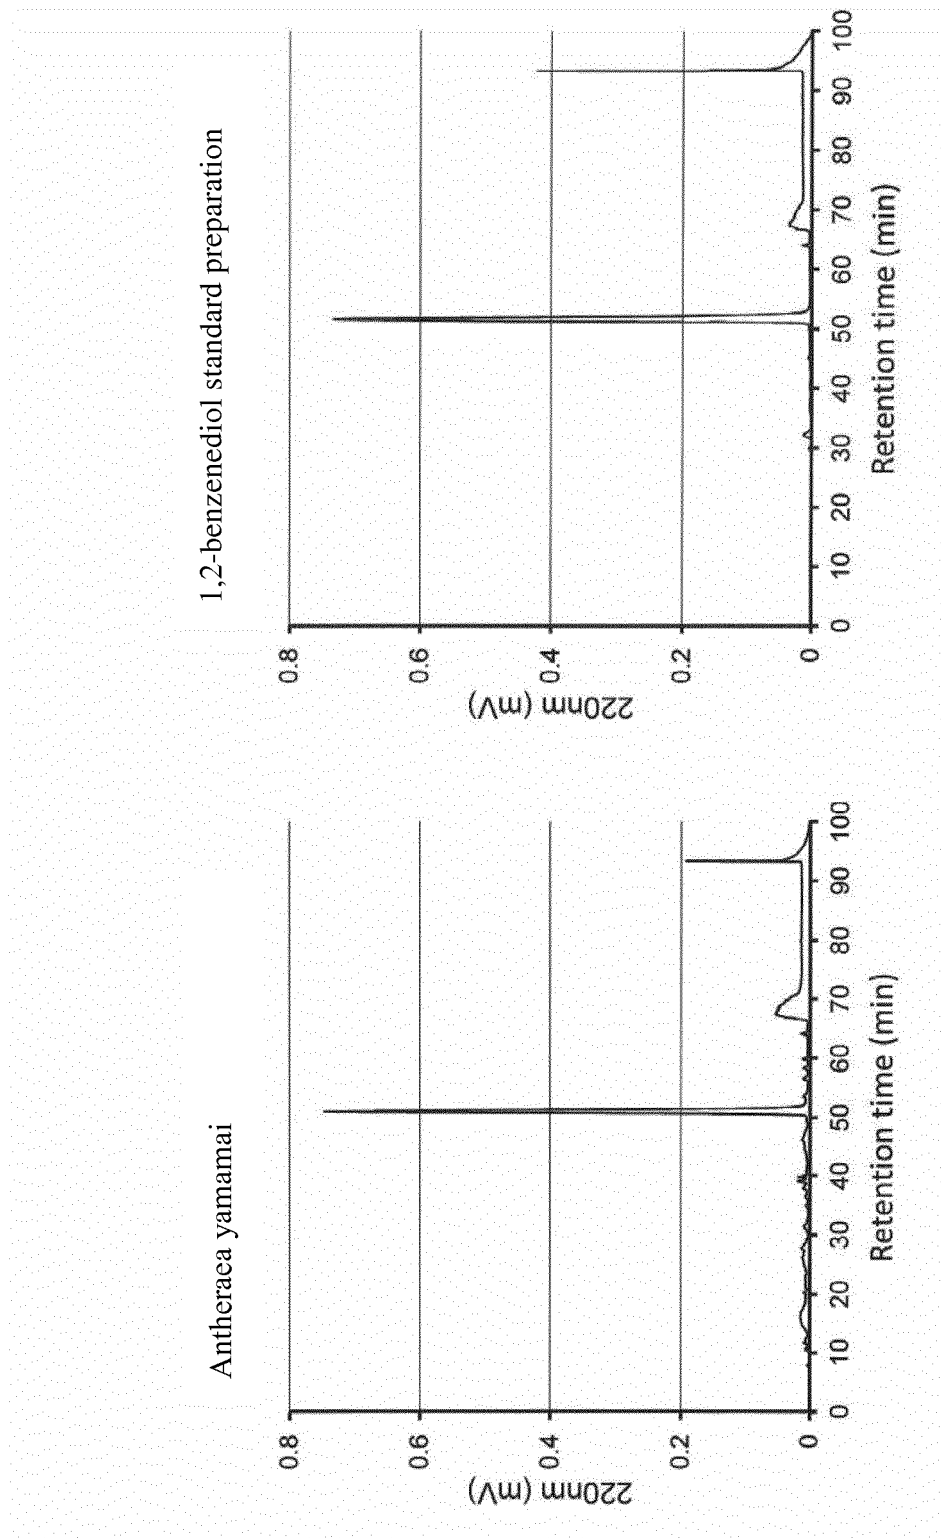 Antheraea yamamai
220nm (mV)
0.8
0.6
0.4
0.2
0
0 10 20 30 40 50 60 70 80 90 100
Retention time (min)
1,2-benzenediol standard preparation
220nm (mV)
0.8
0.6
0.4
0.2
0
0 10 20 30 40 50 60 70 80 90 100
Retention time (min)